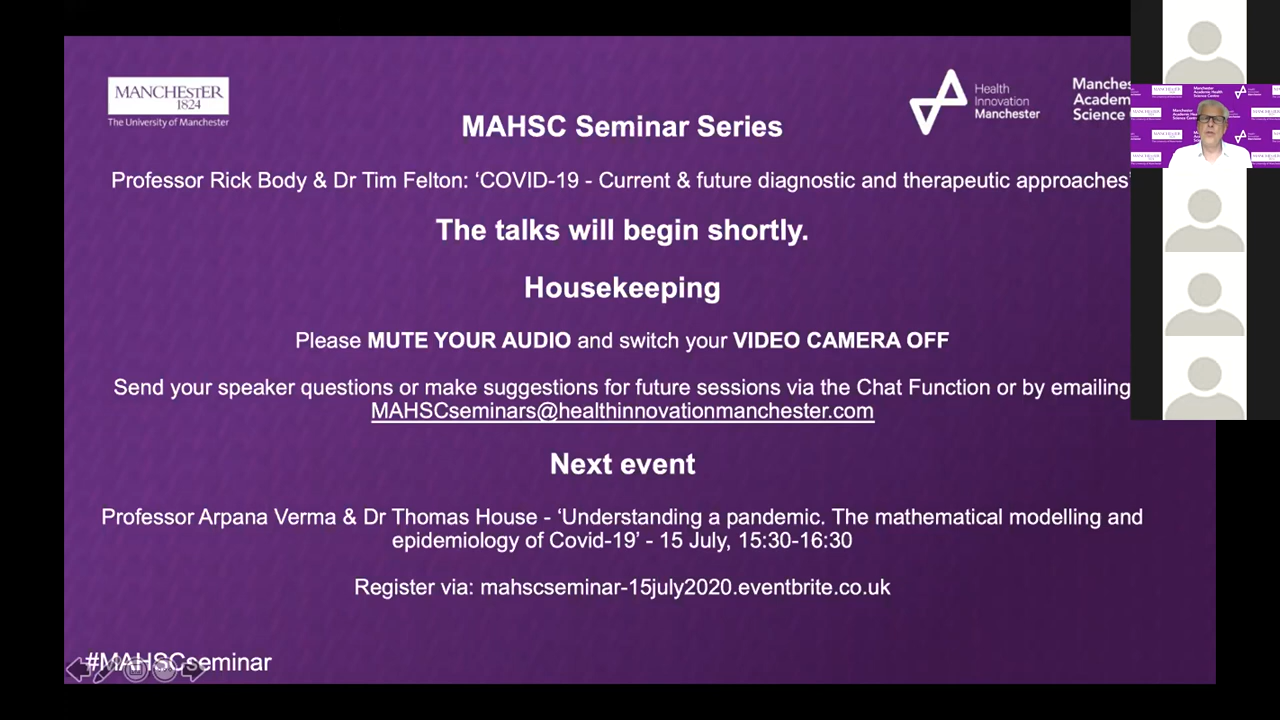 MANCHESTER
1824
The University of Manchester
Health
Innovation
Manchester
Academ
Science
MAHSC Seminar Series
Professor Rick Body & Dr Tim Felton: ‘COVID-19 - Current & future diagnostic and therapeutic approaches’
The talks will begin shortly.
Housekeeping
Please MUTE YOUR AUDIO and switch your VIDEO CAMERA OFF
Send your speaker questions or make suggestions for future sessions via the Chat Function or by emailing
MAHSCseminars@healthinnovationmanchester.com
Next event
Professor Arpana Verma & Dr Thomas House - ‘Understanding a pandemic. The mathematical modelling and
epidemiology of Covid-19’ - 15 July, 15:30-16:30
Register via: mahscseminar-15july2020.eventbrite.co.uk
#MAHSCseminar